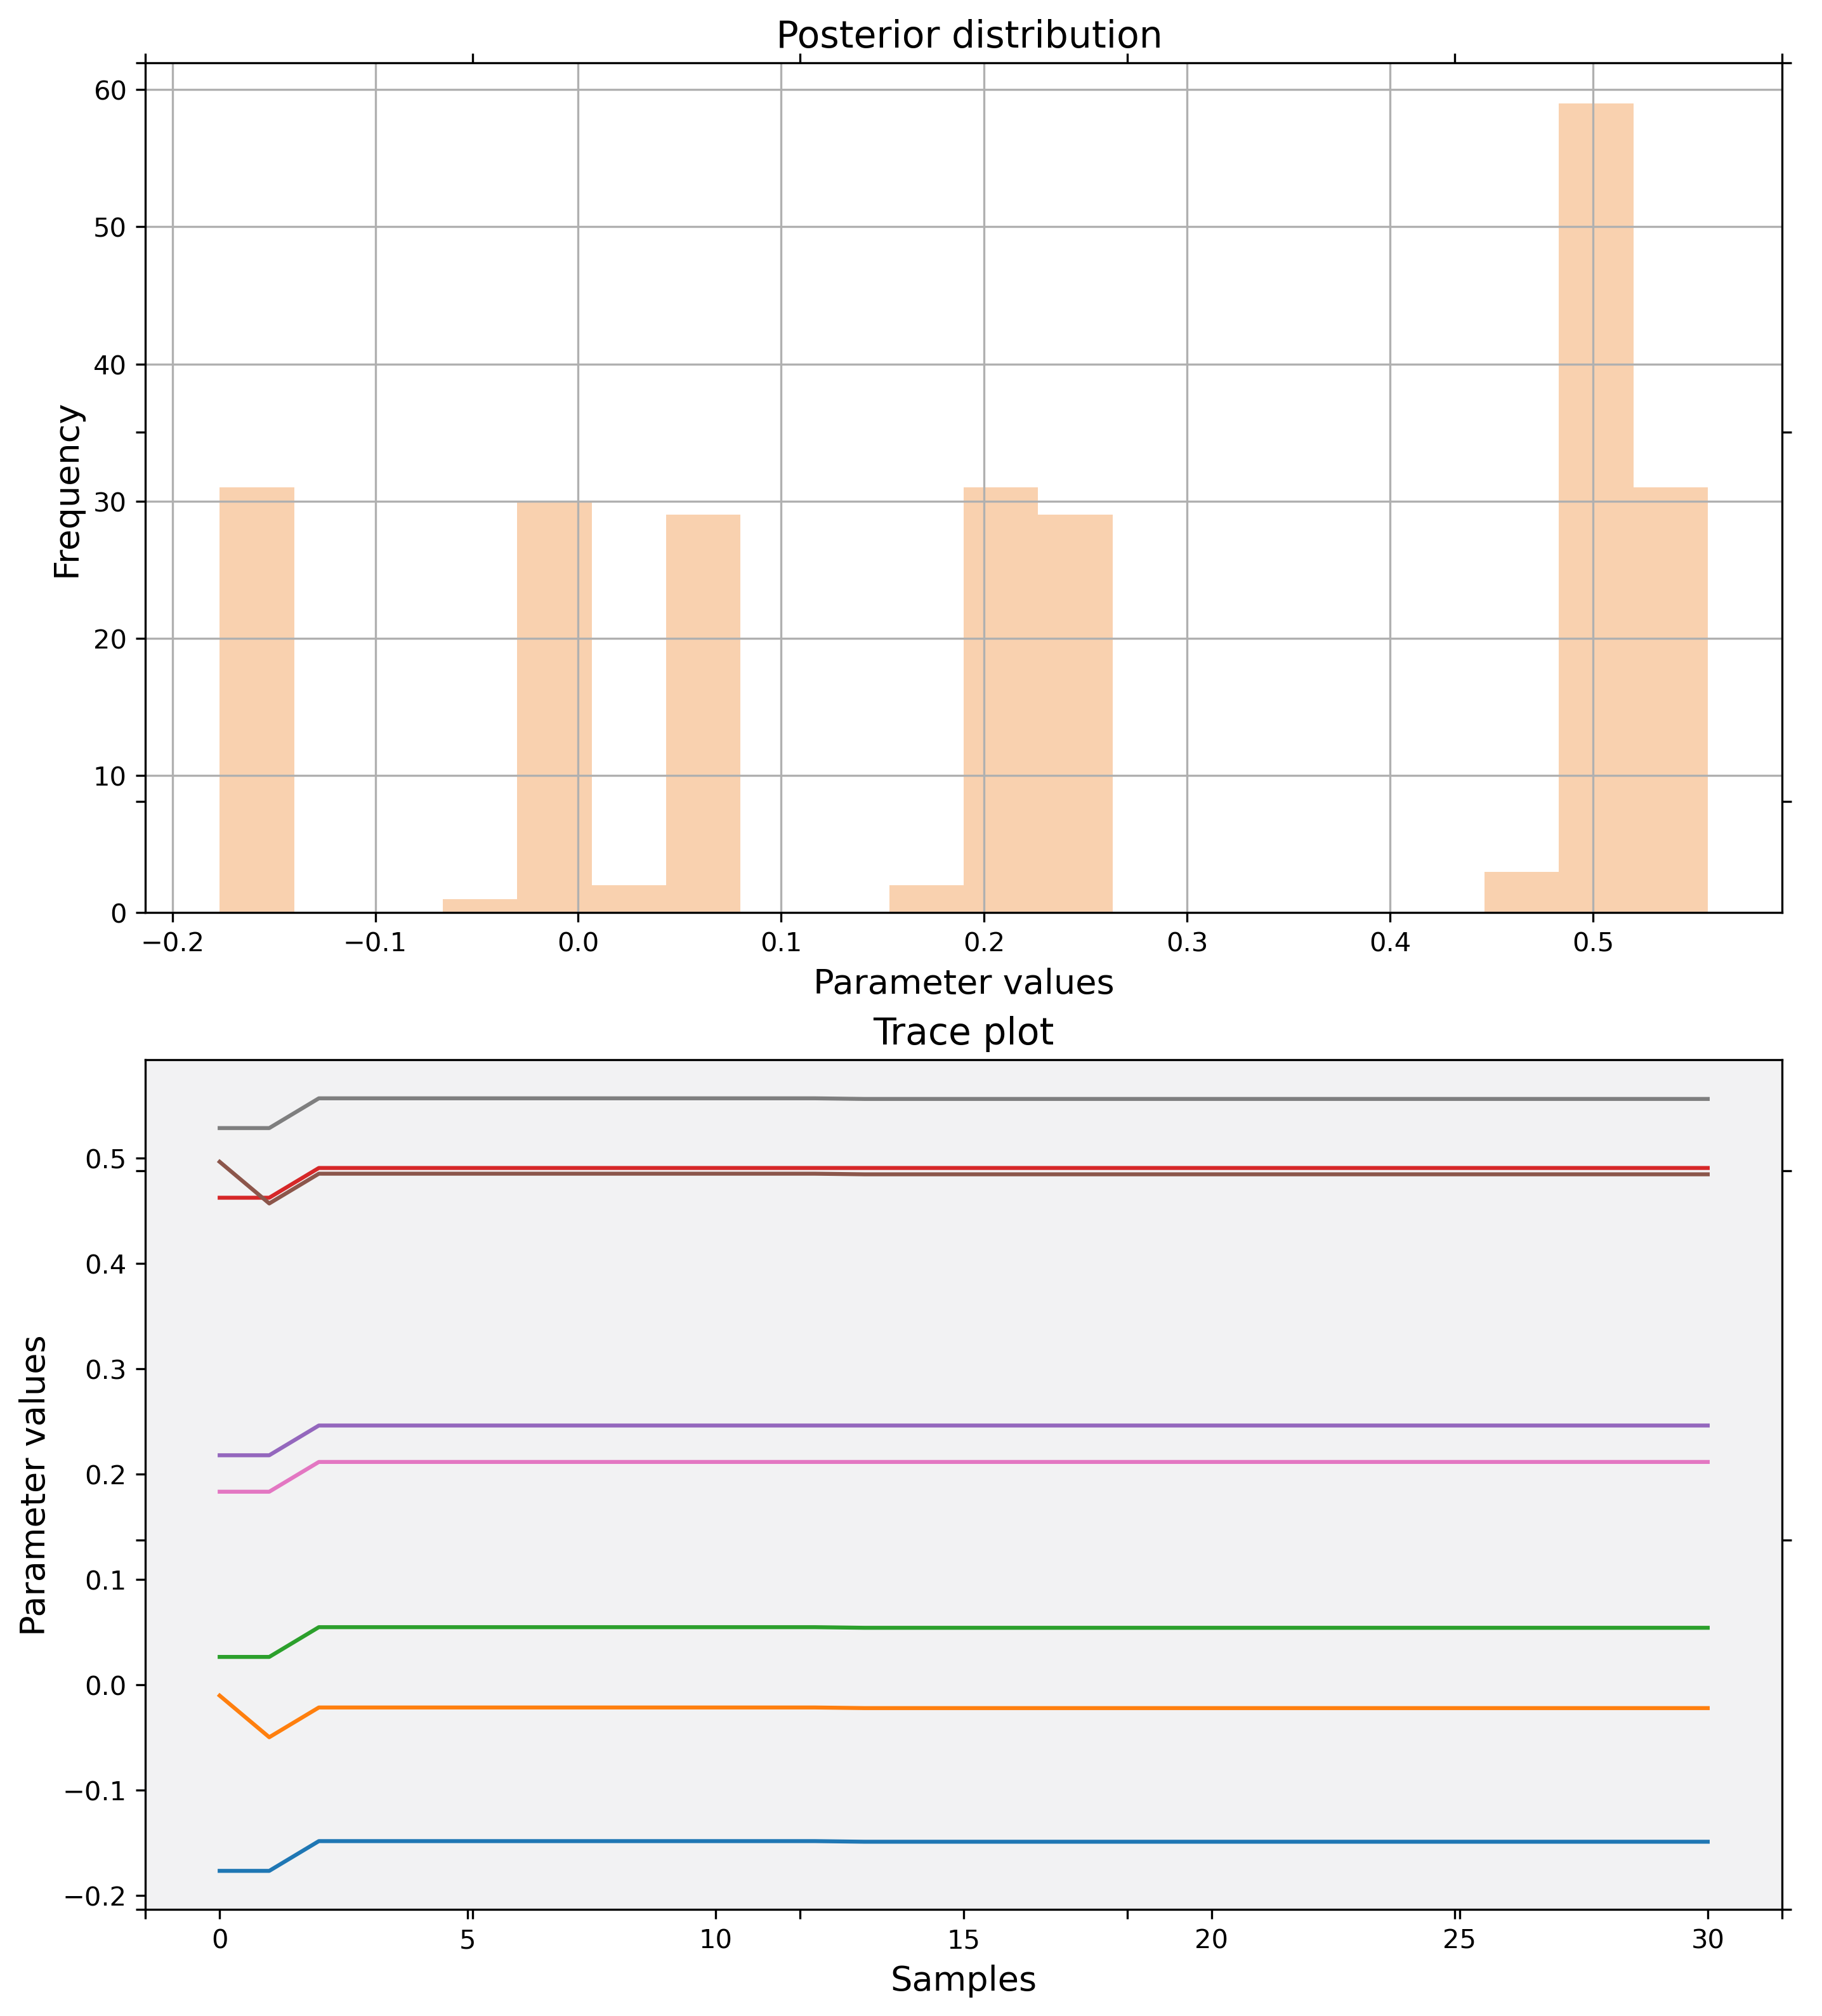 Posterior distribution
60
50
40
30
20
10
0
Frequency
−0.2 −0.1 0.0 0.1 0.2 0.3 0.4 0.5
Parameter values
Trace plot
0.5
0.4
0.3
0.2
0.1
0.0
−0.1
−0.2
Parameter values
0 5 10 15 20 25 30
Samples